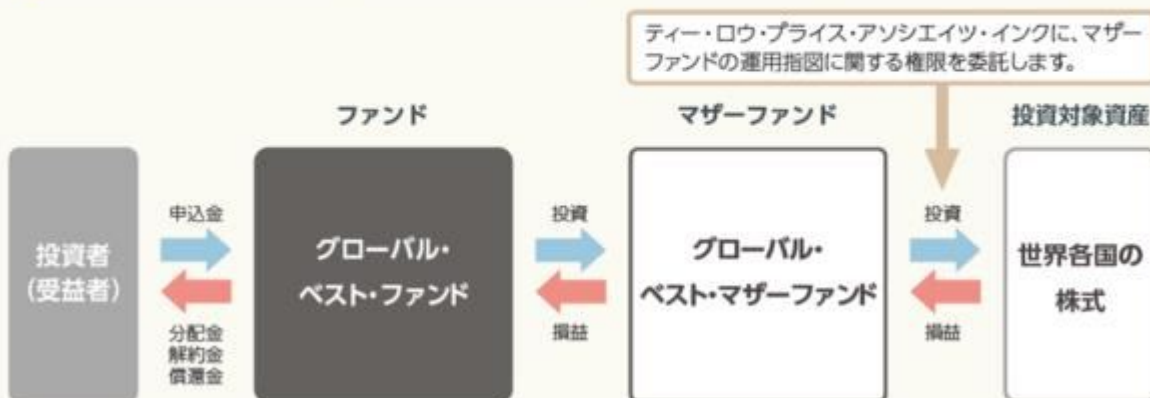 ティー・ロウ・プライス・アソシエイツ・インクに、マザー
ファンドの運用指図に関する権限を委託します。
ファンド
マザーファンド
投資対象資産
投資者
(受益者)
申込金
分配金
解約金
償還金
グローバル・
ベスト・ファンド
投資
損益
グローバル・
ベスト・マザーファンド
投資
損益
世界各国の
株式